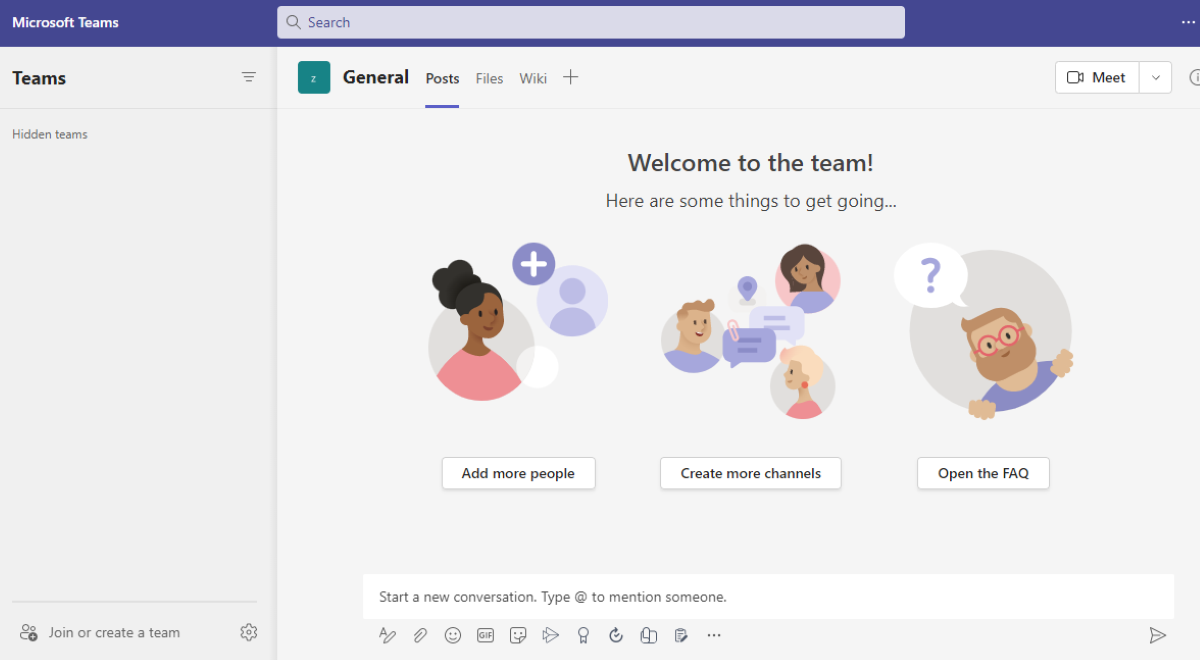 Microsoft Teams
Search
Teams
z
General
Posts
Files
Wiki
Meet
Hidden teams
Welcome to the team!
Here are some things to get going...
?
Add more people
Create more channels
Open the FAQ
Start a new conversation. Type @ to mention someone.
GIF
Join or create a team